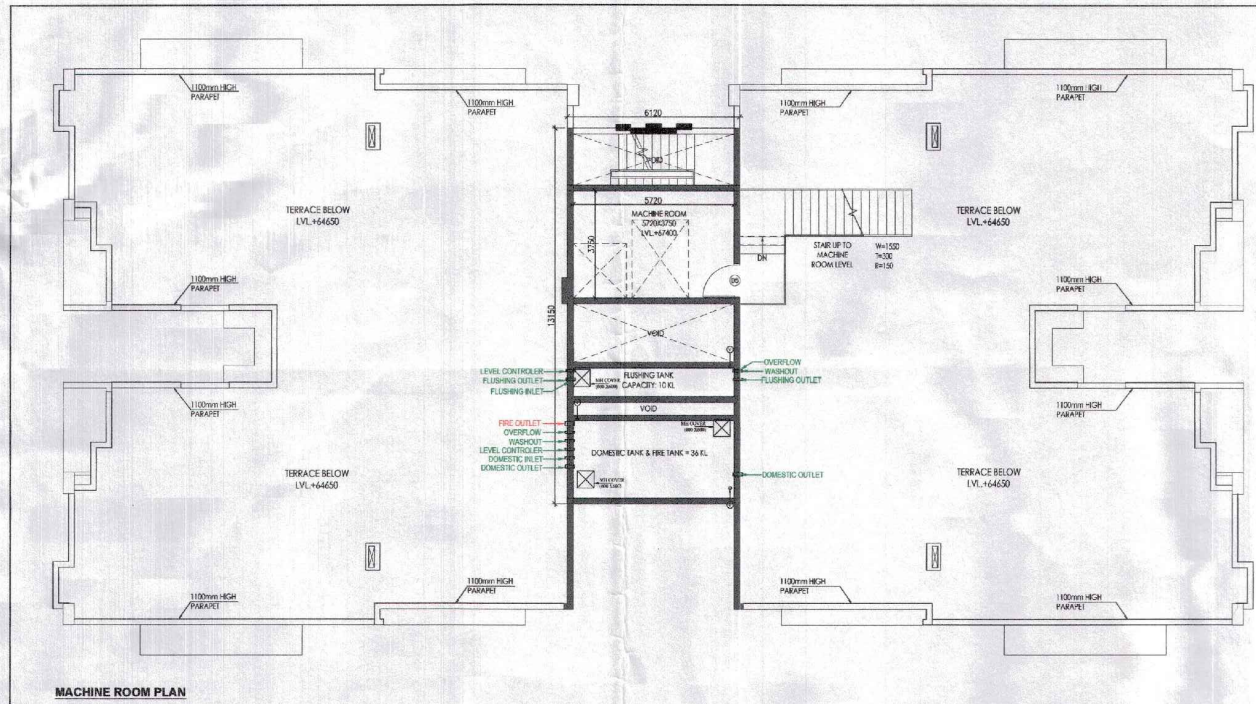 1100mm HIGH
PARAPET
1100mm HIGH
PARAPET
1100mm HIGH
PARAPET
1100mm HIGH
PARAPET
6120
VOID
5720
MACHINE ROOM
5720X3750
LVL.+67400
3750
13150
TERRACE BELOW
LVL.+64650
TERRACE BELOW
LVL.+64650
STAIR UP TO
MACHINE
ROOM LEVEL
W=1550
T=300
R=150
DN
1100mm HIGH
PARAPET
1100mm HIGH
PARAPET
VOID
LEVEL CONTROLER
FLUSHING OUTLET
FLUSHING INLET
FLUSHING TANK
CAPACITY: 10 KL
OVERFLOW
WASHOUT
FLUSHING OUTLET
VOID
1100mm HIGH
PARAPET
1100mm HIGH
PARAPET
FIRE OUTLET
OVERFLOW
WASHOUT
LEVEL CONTROLER
DOMESTIC INLET
DOMESTIC OUTLET
DOMESTIC TANK & FIRE TANK = 36 KL
DOMESTIC OUTLET
TERRACE BELOW
LVL.+64650
TERRACE BELOW
LVL.+64650
1100mm HIGH
PARAPET
1100mm HIGH
PARAPET
1100mm HIGH
PARAPET
1100mm HIGH
PARAPET
MACHINE ROOM PLAN